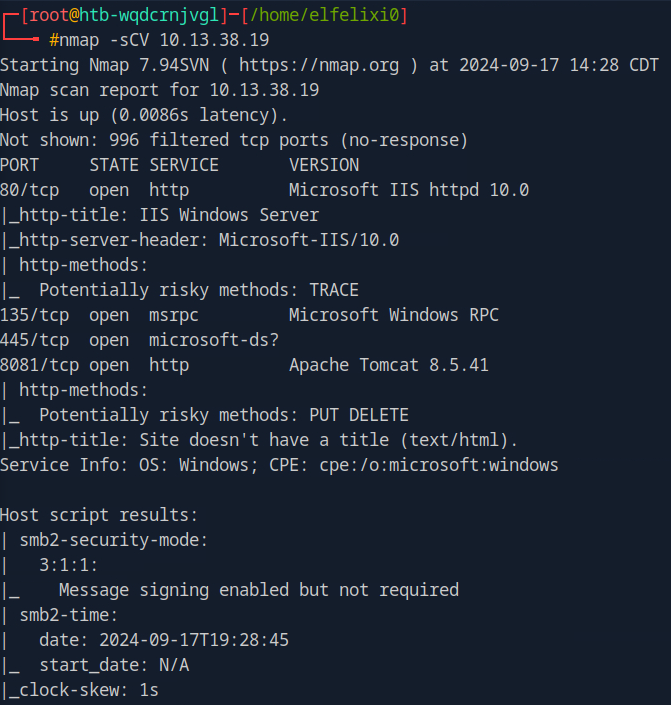 ┌─[root@htb-wqdcrnjvgl]─[/home/elfelixi0]
└──╼ #nmap -sCV 10.13.38.19
Starting Nmap 7.94SVN ( https://nmap.org ) at 2024-09-17 14:28 CDT
Nmap scan report for 10.13.38.19
Host is up (0.0086s latency).
Not shown: 996 filtered tcp ports (no-response)
PORT     STATE SERVICE       VERSION
80/tcp   open  http          Microsoft IIS httpd 10.0
|_http-title: IIS Windows Server
|_http-server-header: Microsoft-IIS/10.0
| http-methods:
|_  Potentially risky methods: TRACE
135/tcp  open  msrpc         Microsoft Windows RPC
445/tcp  open  microsoft-ds?
8081/tcp open  http          Apache Tomcat 8.5.41
| http-methods:
|_  Potentially risky methods: PUT DELETE
|_http-title: Site doesn't have a title (text/html).
Service Info: OS: Windows; CPE: cpe:/o:microsoft:windows

Host script results:
| smb2-security-mode:
|   3:1:1:
|_    Message signing enabled but not required
| smb2-time:
|   date: 2024-09-17T19:28:45
|_  start_date: N/A
|_clock-skew: 1s